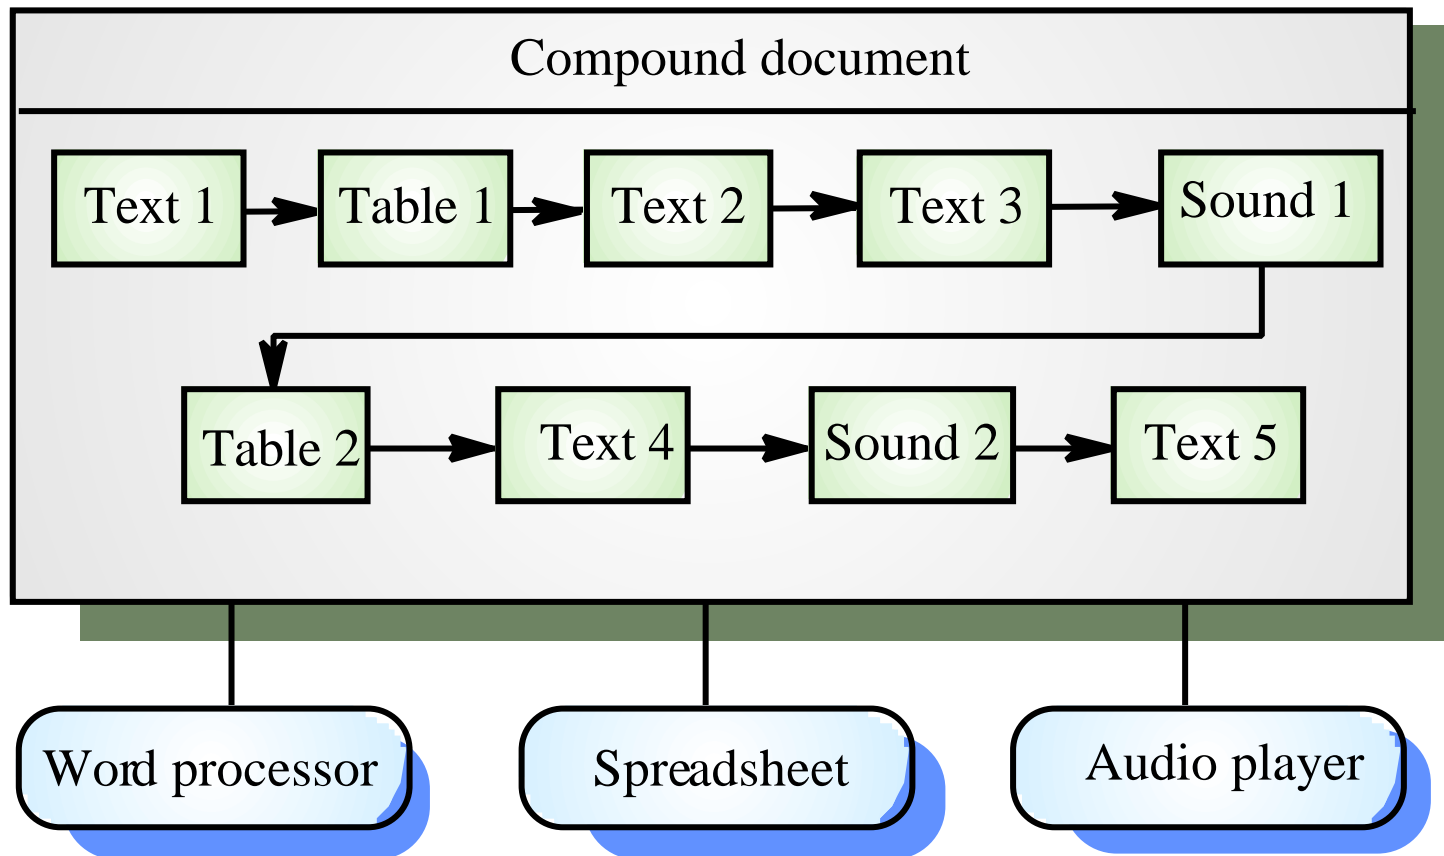 Compound document
Text 1
Table 1
Text 2
Text 3
Sound 1
Table 2
Text 4
Sound 2
Text 5
Word processor
Spreadsheet
Audio player